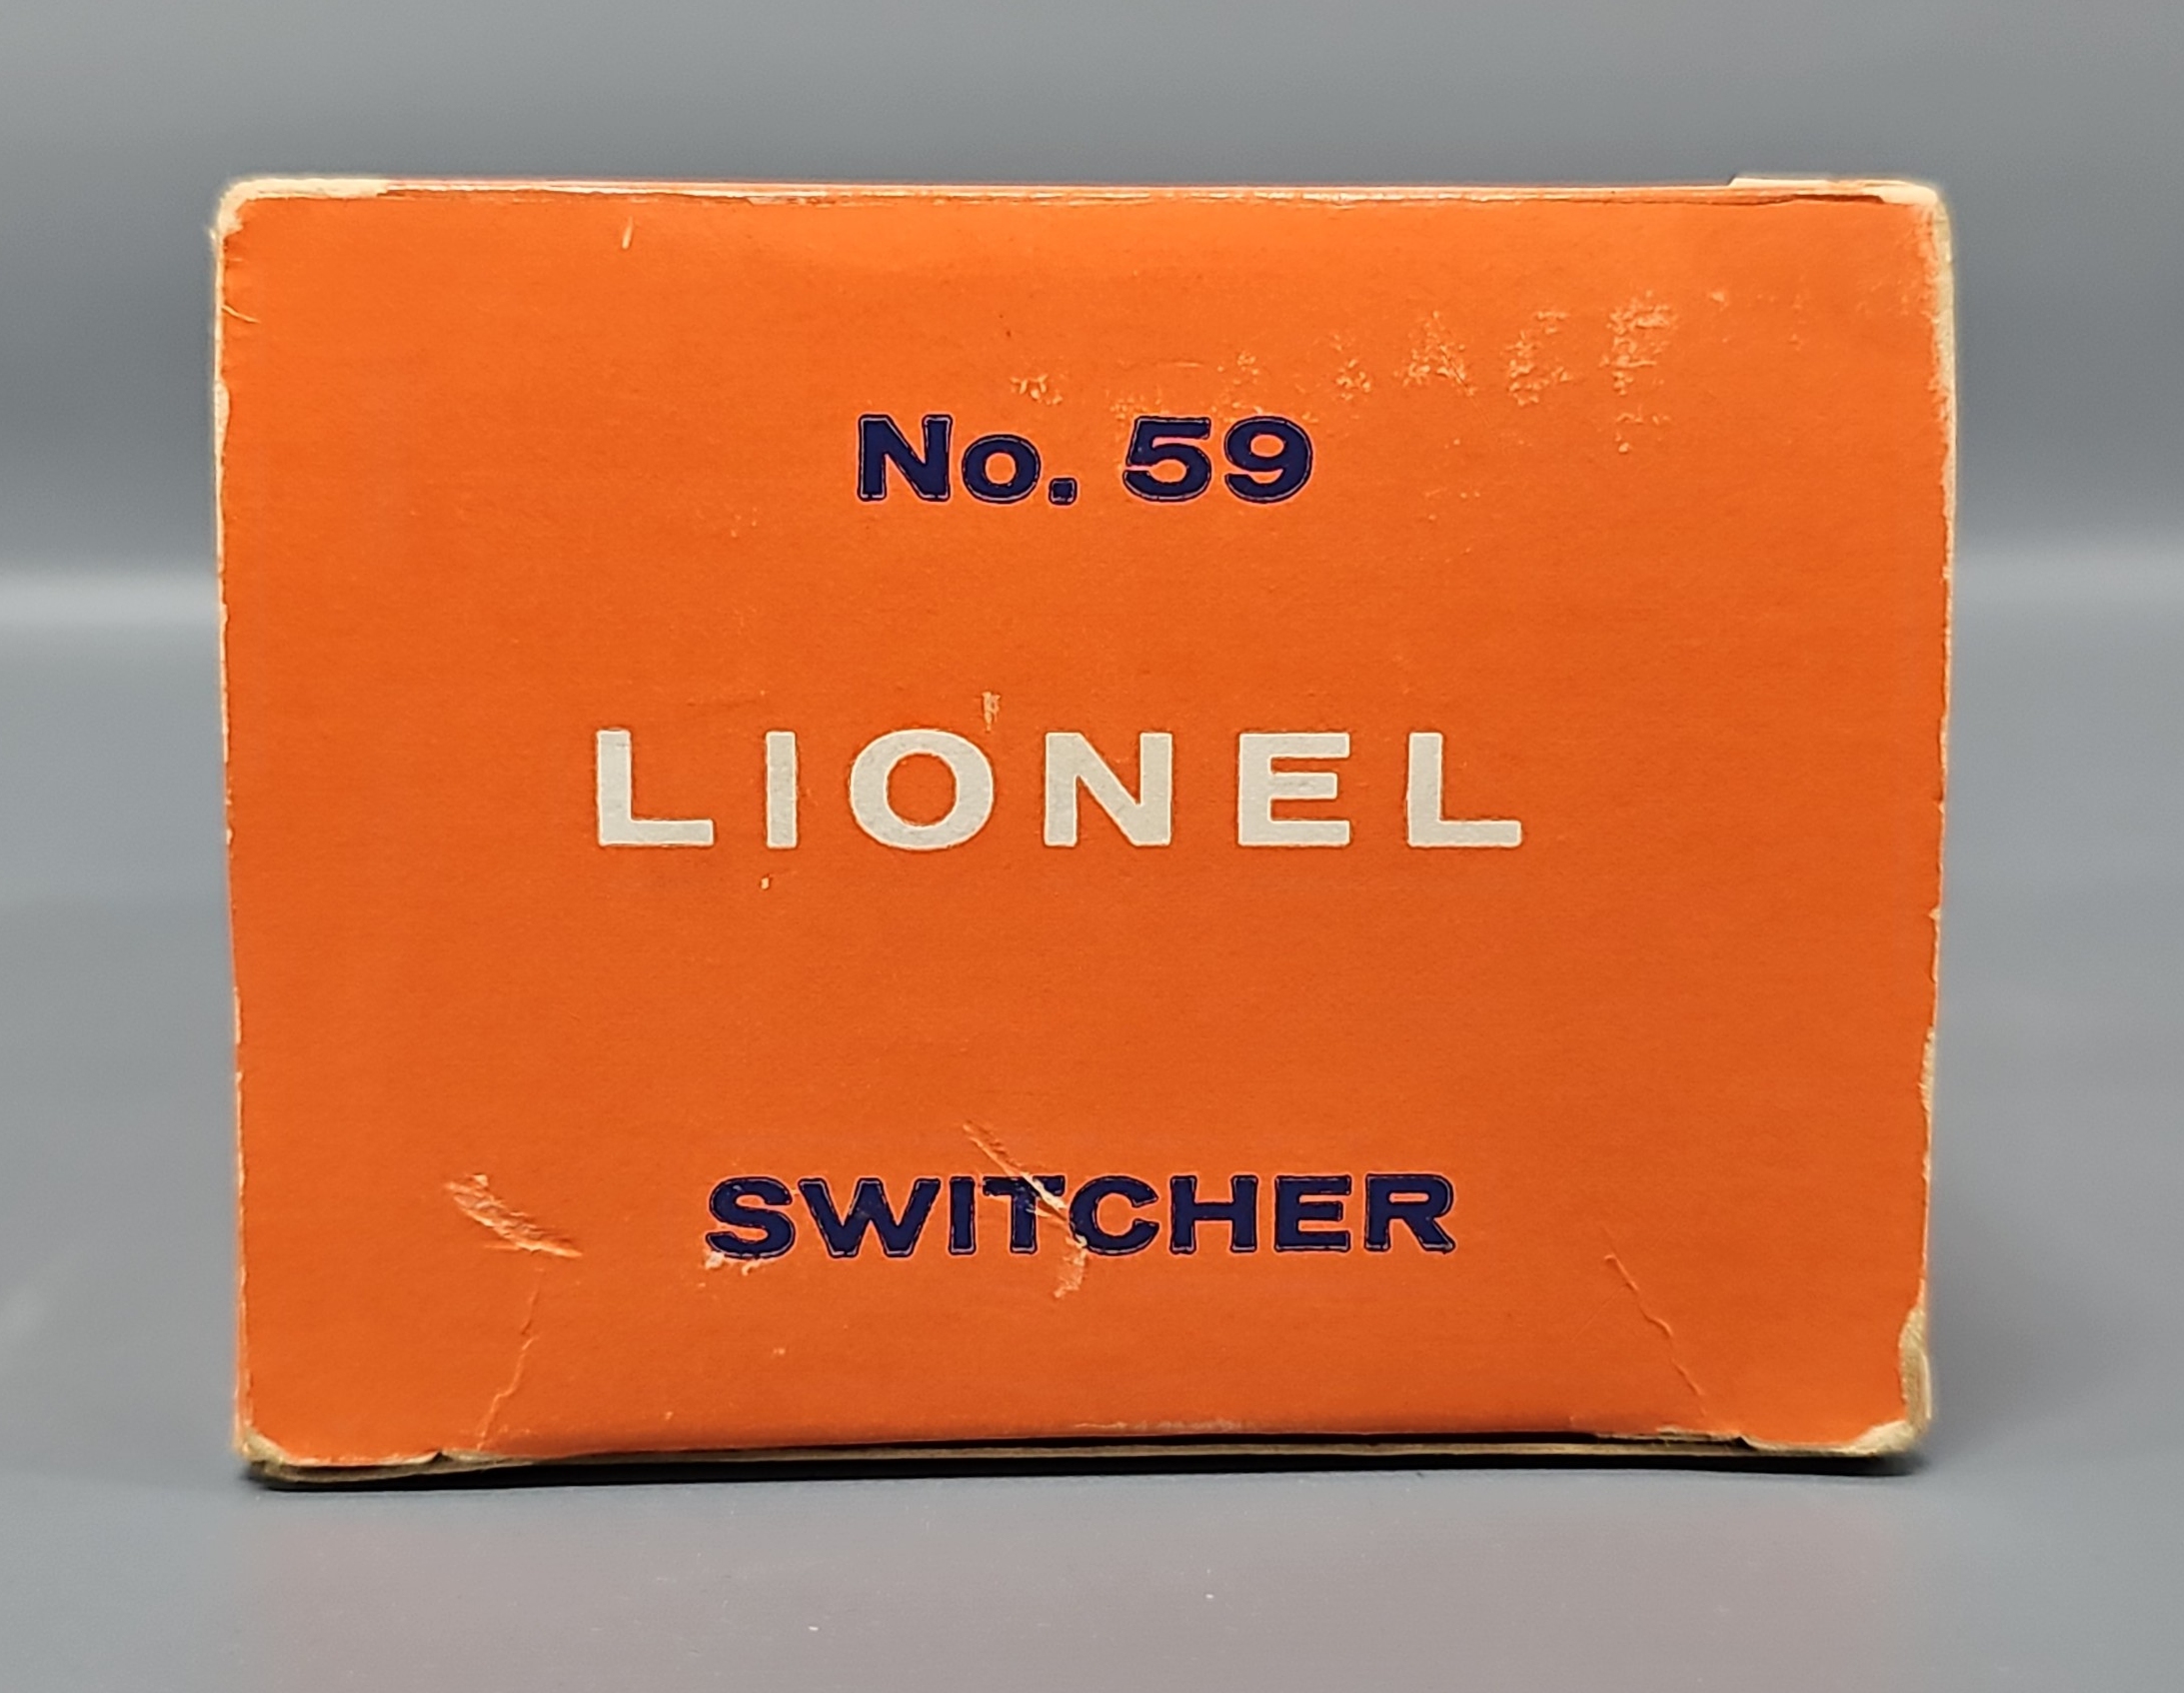 No. 59
LIONEL
SWITCHER